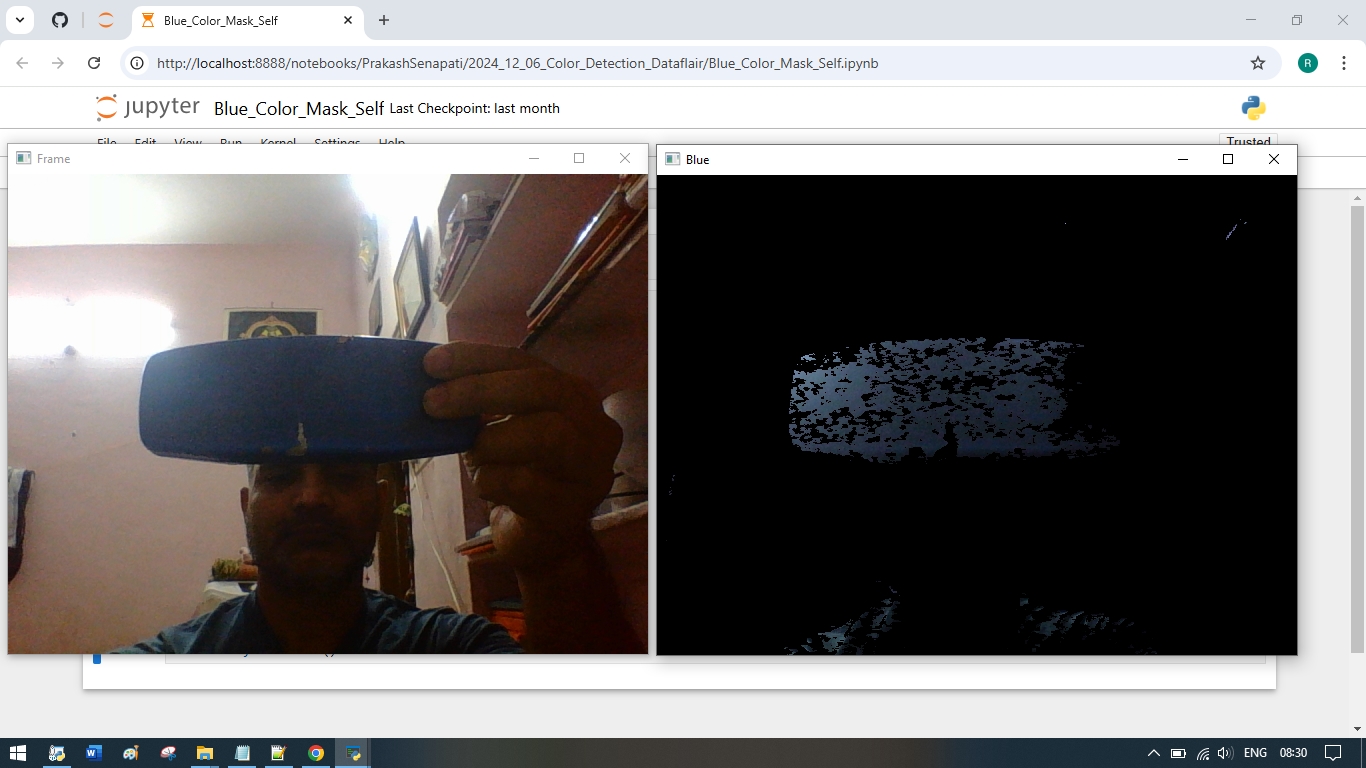 Blue_Color_Mask_Self
http://localhost:8888/notebooks/PrakashSenapati/2024_12_06_Color_Detection_Dataflair/Blue_Color_Mask_Self.ipynb
R
jupyter Blue_Color_Mask_Self Last Checkpoint: last month
File Edit View Run Kernel Settings Help
Trusted
Frame
Blue
ENG 08:30